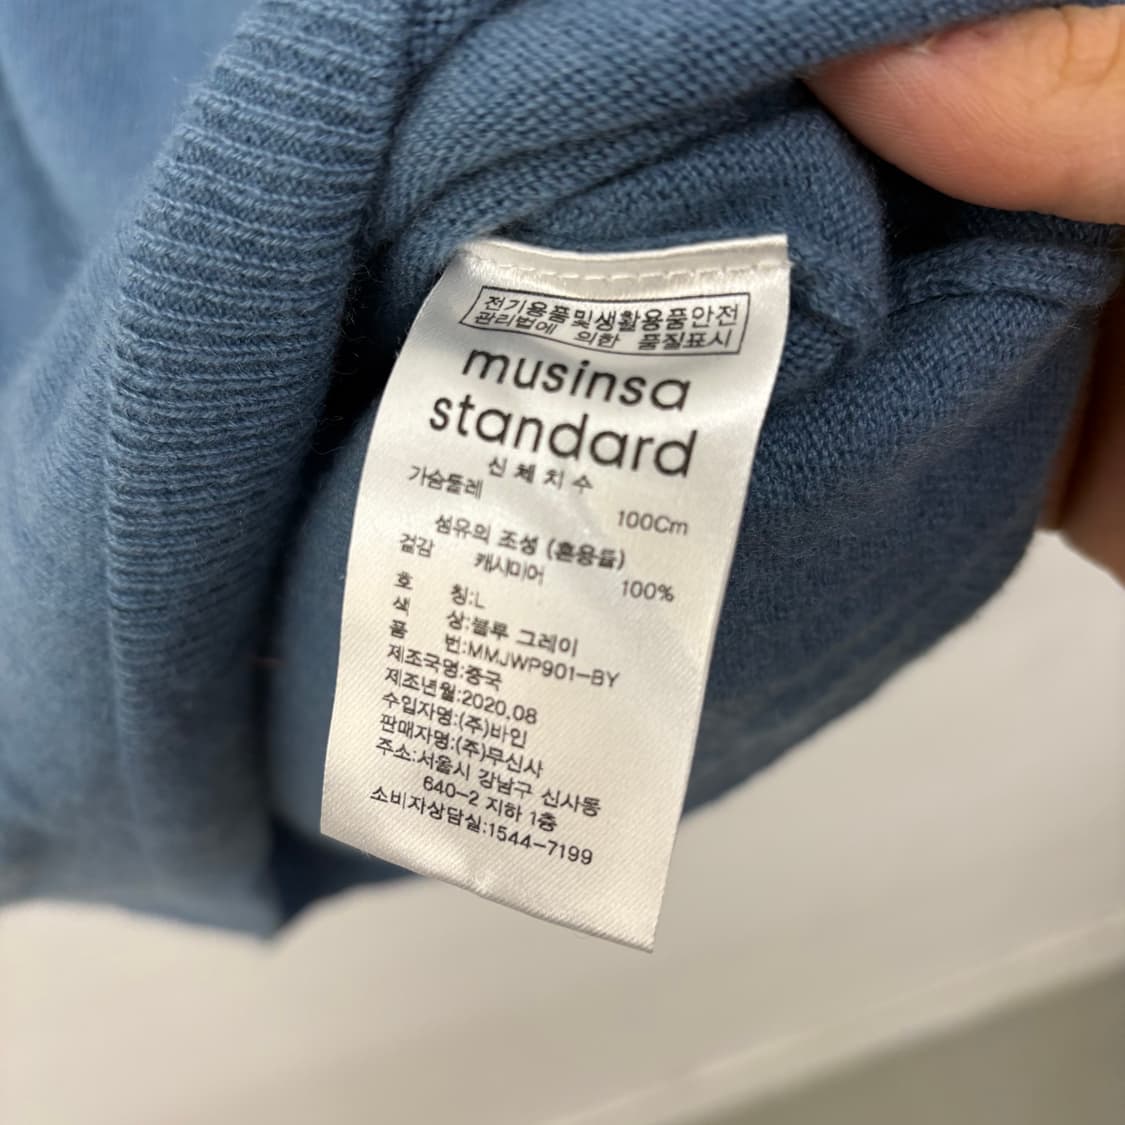 전기용품및생활용품안전
관리법에 의한 품질표시
musinsa
standard
신체치수
가슴둘레 100Cm
섬유의 조성 (혼용률)
겉감 캐시미어 100%
호 칭:L
색 상:블루 그레이
품 번:MMJWP901-BY
제조국명:중국
제조년월:2020.08
수입자명:(주)바인
판매자명:(주)무신사
주소:서울시 강남구 신사동
640-2 지하 1층
소비자상담실:1544-7199